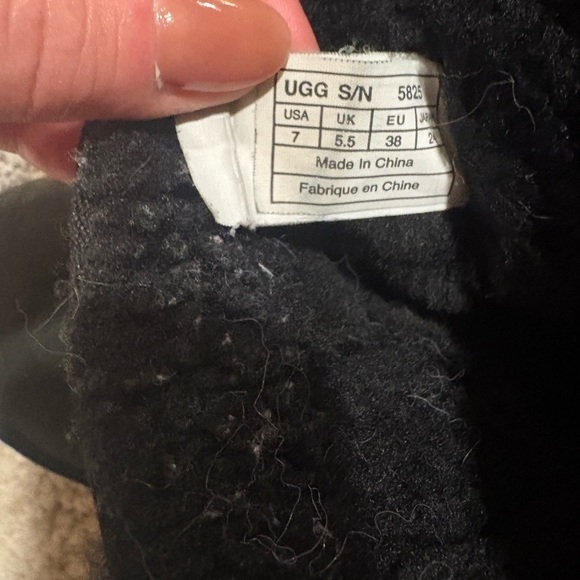 UGG S/N 5825
USA UK EU
7 5.5 38
Made In China
Fabrique en Chine